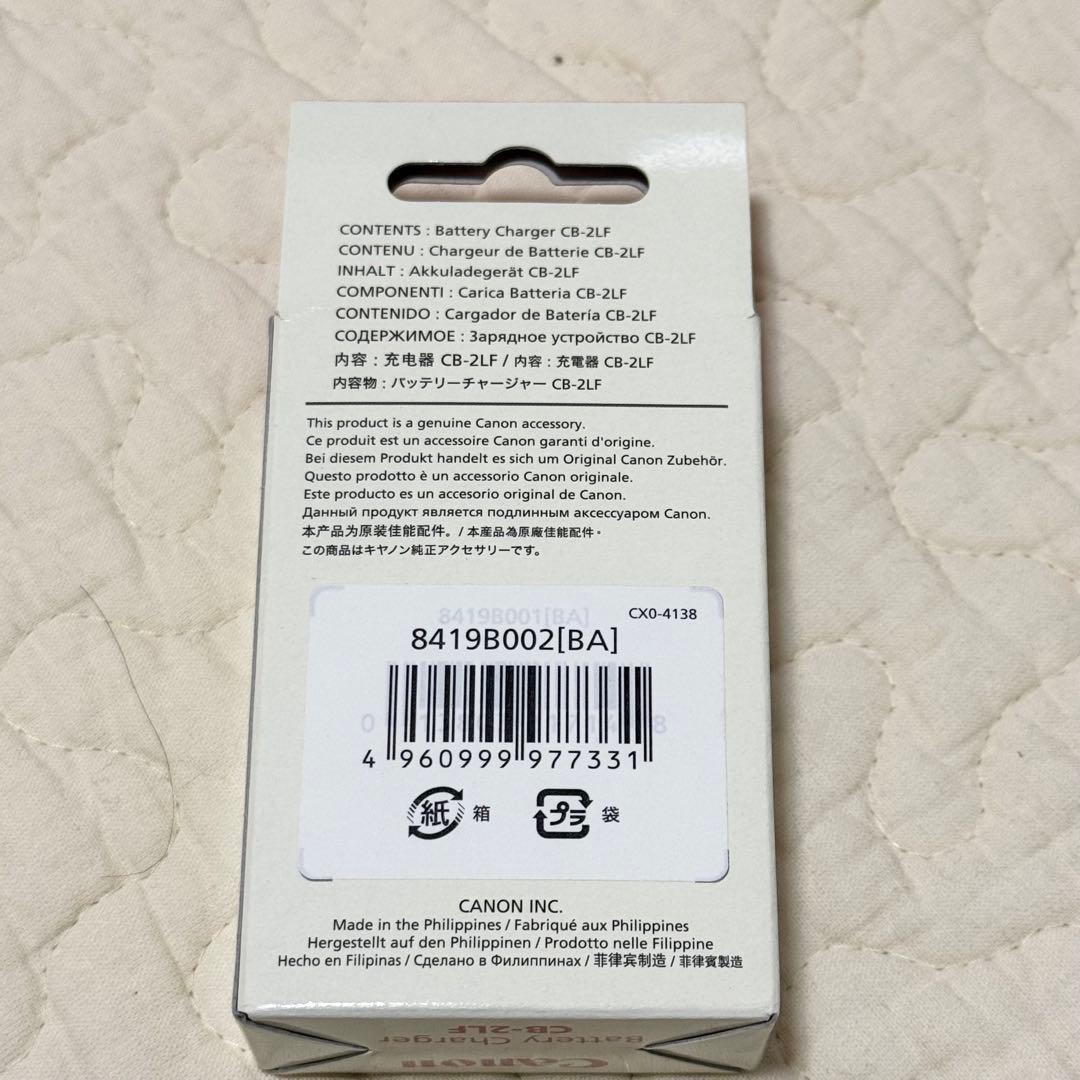 CONTENTS : Battery Charger CB-2LF
CONTENU : Chargeur de Batterie CB-2LF
INHALT : Akkuladegerät CB-2LF
COMPONENTI : Carica Batteria CB-2LF
CONTENIDO : Cargador de Batería CB-2LF
СОДЕРЖИМОЕ : Зарядное устройство CB-2LF
内容 : 充电器 CB-2LF / 内容 : 充電器 CB-2LF
内容物 : バッテリーチャージャー CB-2LF
This product is a genuine Canon accessory.
Ce produit est un accessoire Canon garanti d'origine.
Bei diesem Produkt handelt es sich um Original Canon Zubehör.
Questo prodotto è un accessorio Canon originale.
Este producto es un accesorio original de Canon.
Данный продукт является подлинным аксессуаром Canon.
本产品为原装佳能配件。/ 本産品為原廠佳能配件。
この商品はキヤノン純正アクセサリーです。
8419B001[BA]
CX0-4138
8419B002[BA]
4 960999 977331
紙 箱 プラ 袋
CANON INC.
Made in the Philippines / Fabriqué aux Philippines
Hergestellt auf den Philippinen / Prodotto nelle Filippine
Hecho en Filipinas / Сделано в Филиппинах / 菲律宾制造 / 菲律賓製造
CB-2LF
Battery Charger
Canon